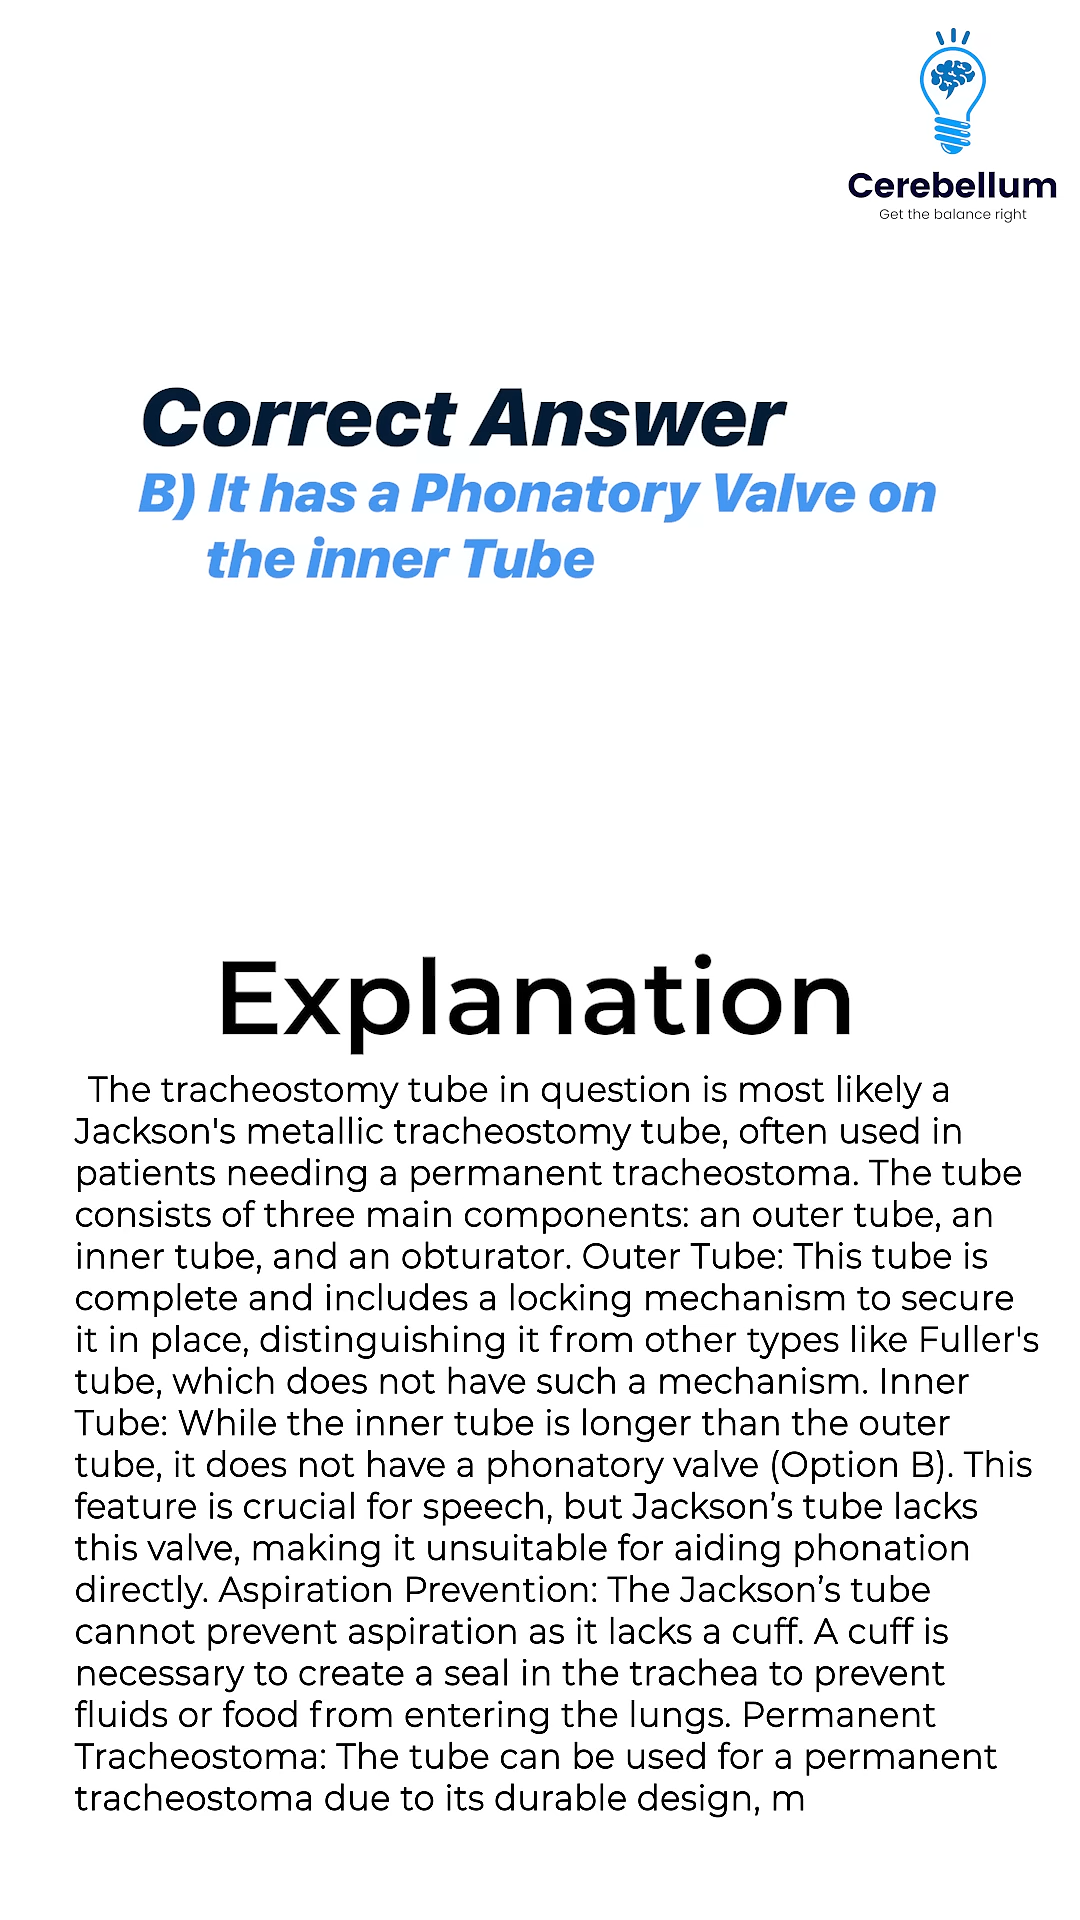 Cerebellum
Get the balance right
Correct Answer
B) It has a Phonatory Valve on
the inner Tube
Explanation
The tracheostomy tube in question is most likely a
Jackson's metallic tracheostomy tube, often used in
patients needing a permanent tracheostoma. The tube
consists of three main components: an outer tube, an
inner tube, and an obturator. Outer Tube: This tube is
complete and includes a locking mechanism to secure
it in place, distinguishing it from other types like Fuller's
tube, which does not have such a mechanism. Inner
Tube: While the inner tube is longer than the outer
tube, it does not have a phonatory valve (Option B). This
feature is crucial for speech, but Jackson’s tube lacks
this valve, making it unsuitable for aiding phonation
directly. Aspiration Prevention: The Jackson’s tube
cannot prevent aspiration as it lacks a cuff. A cuff is
necessary to create a seal in the trachea to prevent
fluids or food from entering the lungs. Permanent
Tracheostoma: The tube can be used for a permanent
tracheostoma due to its durable design, m